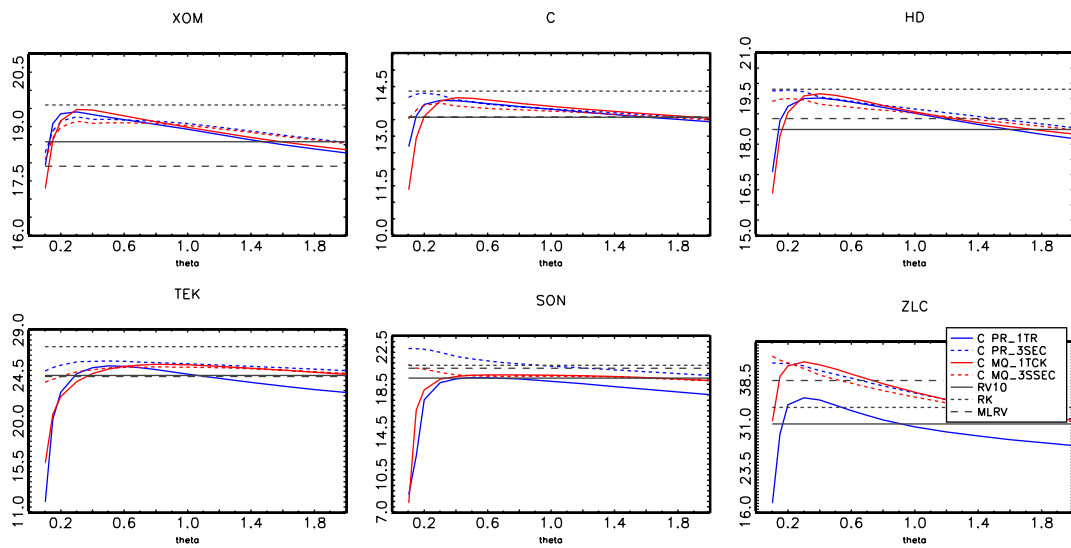 XOM
C
HD
20.5
19.0
17.5
16.0
14.5
13.0
11.5
10.0
21.0
19.5
18.0
16.5
15.0
0.2 0.6 1.0 1.4 1.8
0.2 0.6 1.0 1.4 1.8
0.2 0.6 1.0 1.4 1.8
theta
theta
theta
TEK
SON
ZLC
29.0
24.5
20.0
15.5
11.0
22.5
18.5
14.5
10.5
7.0
38.5
31.0
23.5
16.0
C PR_1TR
C PR_3SEC
C MQ_1TCK
C MQ_3SSEC
RV10
RK
MLRV
0.2 0.6 1.0 1.4 1.8
0.2 0.6 1.0 1.4 1.8
0.2 0.6 1.0 1.4 1.8
theta
theta
theta